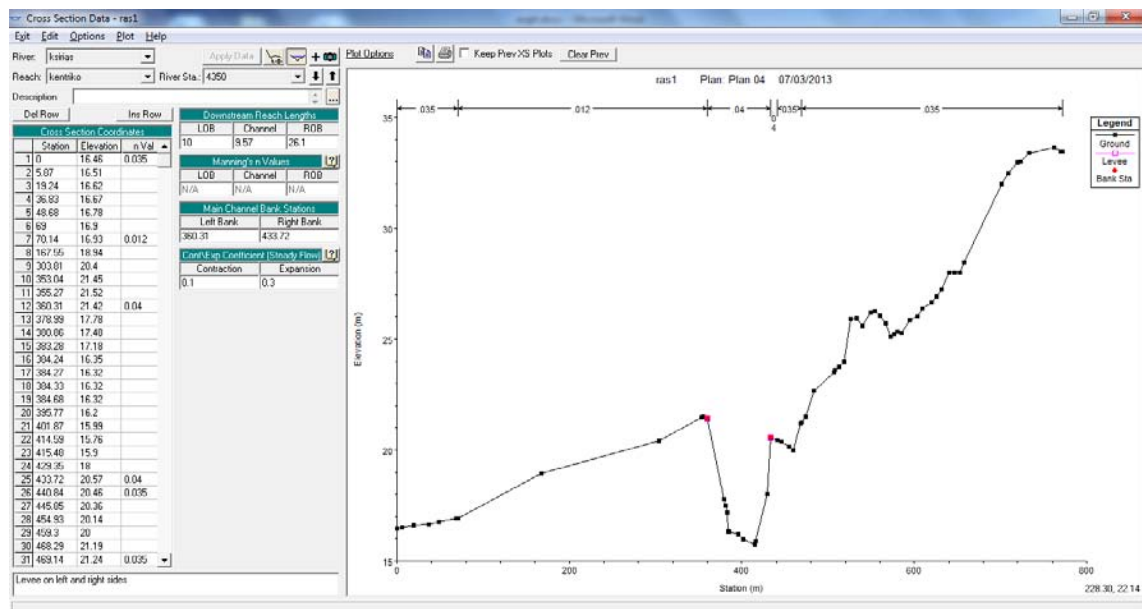 Cross Section Data - ras1
Exit Edit Options Plot Help
River: ksirias
Apply Data
Plot Options
Keep Prev XS Plots
Clear Prev
Reach: kentriko
River Sta.: 4350
Description:
Del Row
Ins Row
Cross Section Coordinates
Station Elevation n Val
1 0 16.46 0.035
2 5.87 16.51
3 19.24 16.62
4 36.83 16.67
5 48.68 16.78
6 69 16.9
7 70.14 16.93 0.012
8 167.55 18.94
9 303.81 20.4
10 353.04 21.45
11 355.27 21.52
12 360.31 21.42 0.04
13 378.99 17.78
14 380.86 17.48
15 383.28 17.18
16 384.24 16.35
17 384.27 16.32
18 384.33 16.32
19 384.68 16.32
20 395.77 16.2
21 401.87 15.99
22 414.59 15.76
23 415.48 15.9
24 429.35 18
25 433.72 20.57 0.04
26 440.84 20.46 0.035
27 445.85 20.36
28 454.93 20.14
29 459.3 20
30 468.29 21.19
31 469.14 21.24 0.035
Levee on left and right sides
Downstream Reach Lengths
LOB Channel ROB
10 9.57 26.1
Manning's n Values
LOB Channel ROB
N/A N/A N/A
Main Channel Bank Stations
Left Bank Right Bank
360.31 433.72
Cont\Exp Coefficient (Steady Flow)
Contraction Expansion
0.1 0.3
ras1 Plan: Plan 04 07/03/2013
.035 .012 .04 .035 .035
.04
Legend
Ground
Levee
Bank Sta
35
30
25
20
15
Elevation (m)
0 200 400 600 800
Station (m)
228.30, 22.14